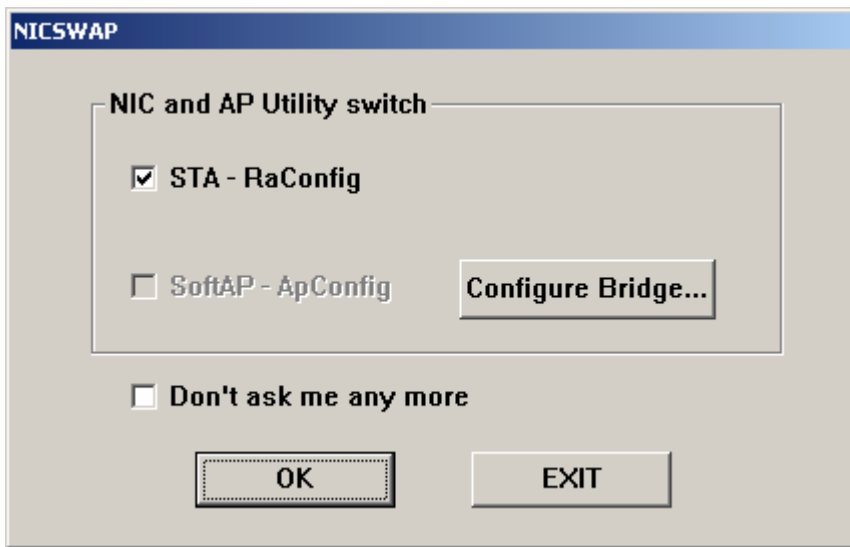 NICSWAP
NIC and AP Utility switch
STA - RaConfig
SoftAP - ApConfig
Configure Bridge...
Don't ask me any more
OK
EXIT